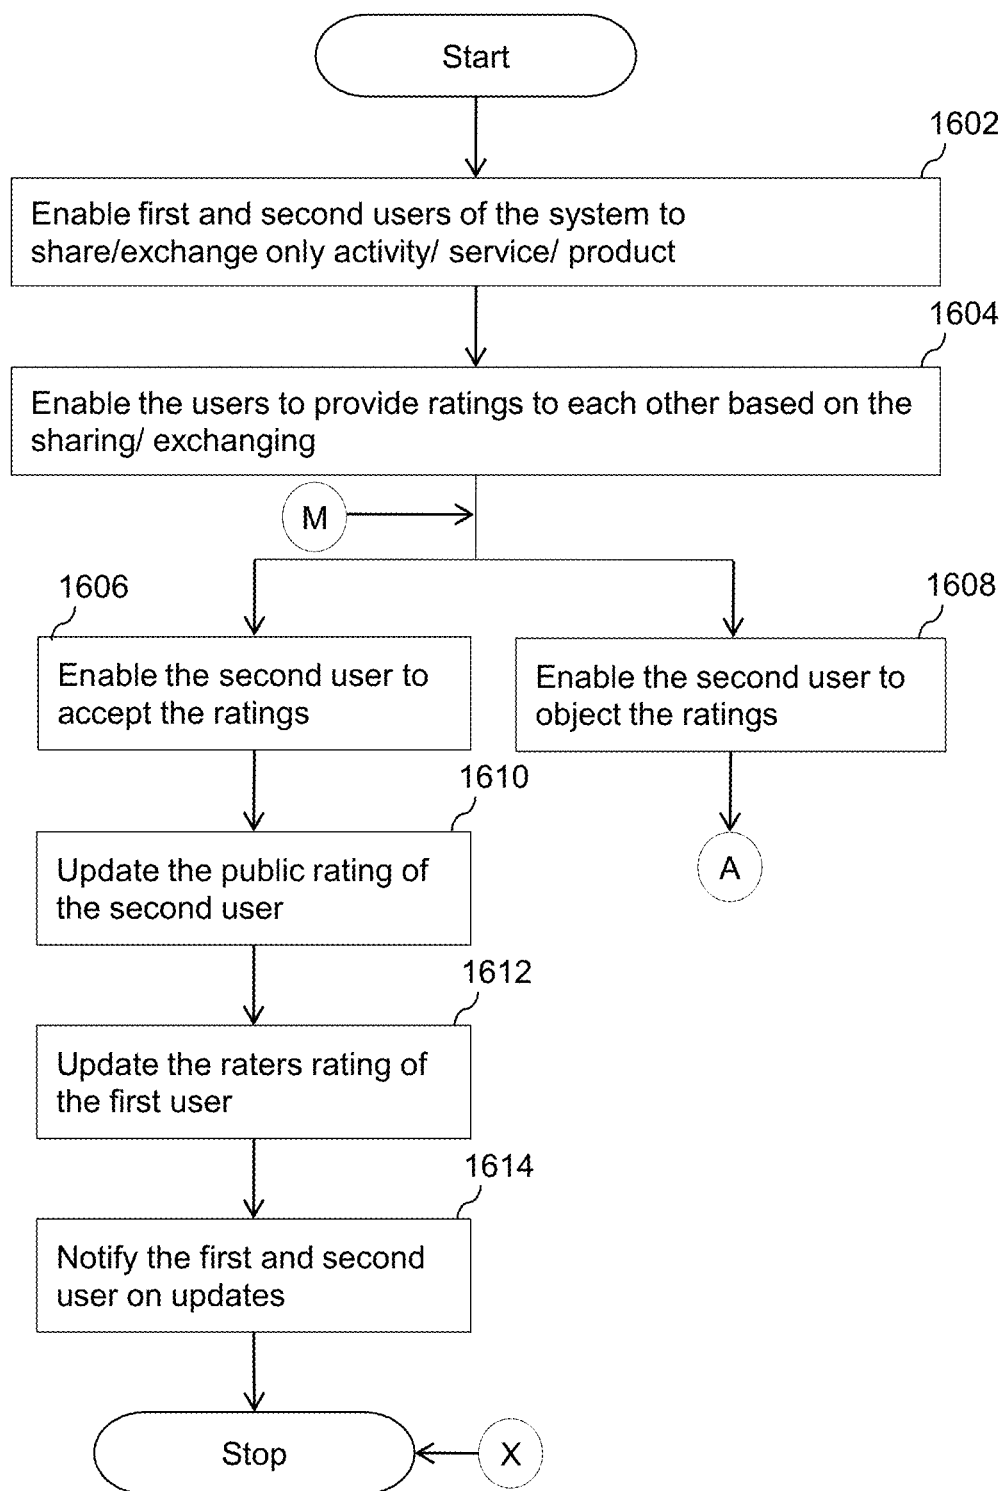 Start
1602
Enable first and second users of the system to
share/exchange only activity/ service/ product
1604
Enable the users to provide ratings to each other based on the
sharing/ exchanging
M
1606
1608
Enable the second user to
accept the ratings
Enable the second user to
object the ratings
1610
A
Update the public rating of
the second user
1612
Update the raters rating of
the first user
1614
Notify the first and second
user on updates
Stop
X